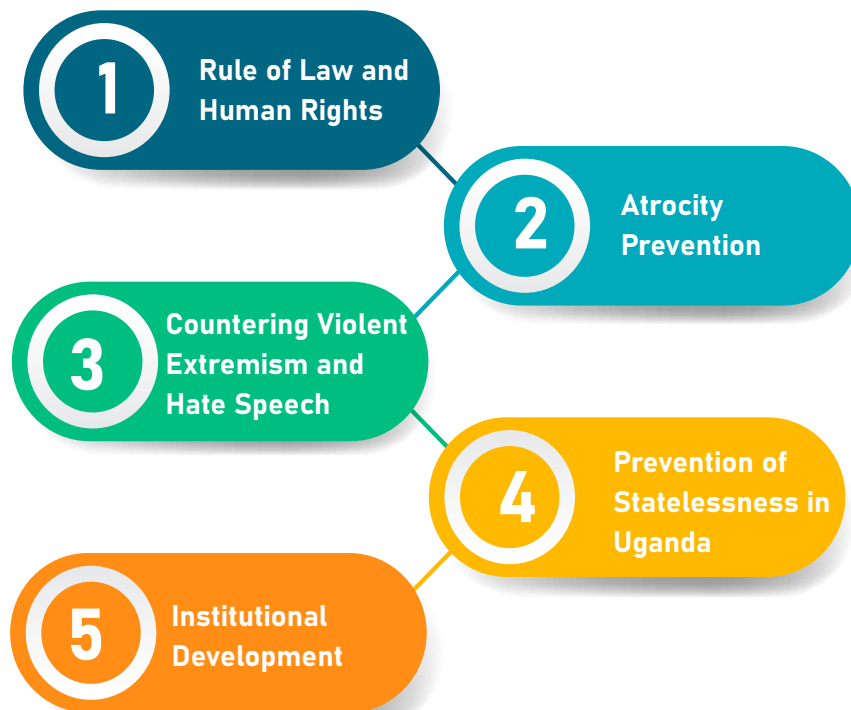 1
Rule of Law and
Human Rights
2
Atrocity
Prevention
3
Countering Violent
Extremism and
Hate Speech
4
Prevention of
Statelessness in
Uganda
5
Institutional
Development